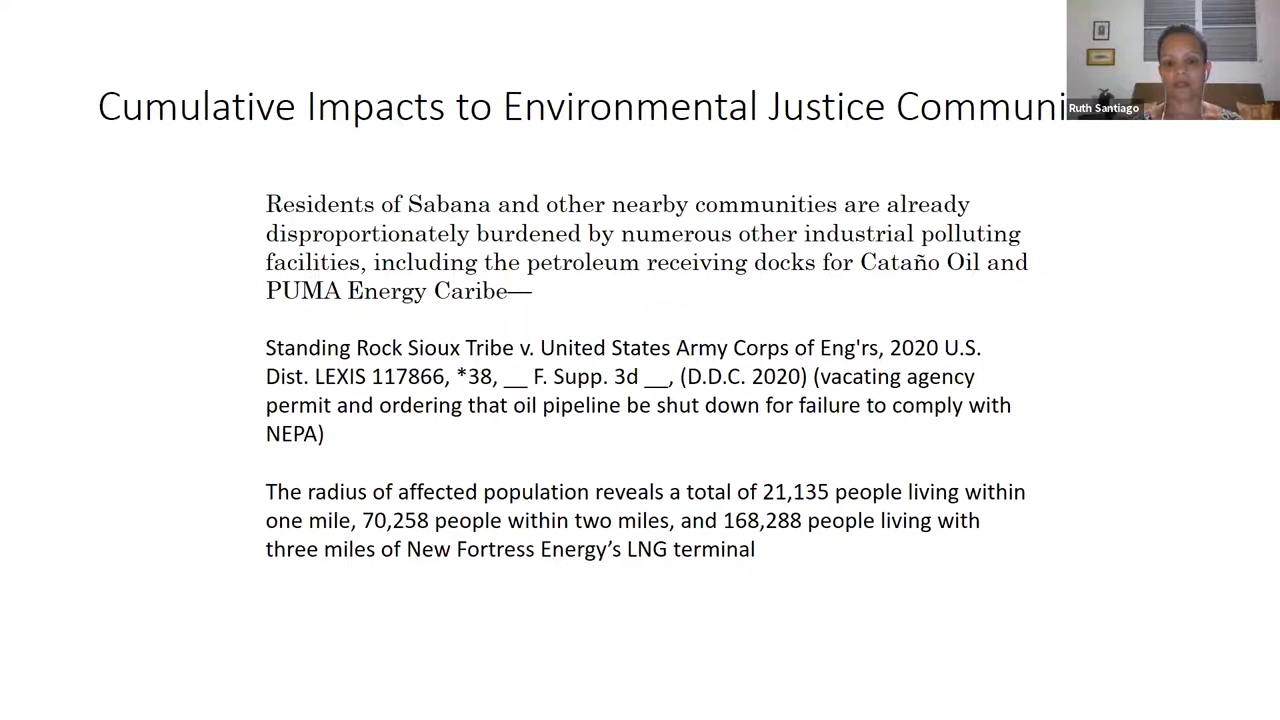 Cumulative Impacts to Environmental Justice Communi
Ruth Santiago
Residents of Sabana and other nearby communities are already
disproportionately burdened by numerous other industrial polluting
facilities, including the petroleum receiving docks for Cataño Oil and
PUMA Energy Caribe—
Standing Rock Sioux Tribe v. United States Army Corps of Eng'rs, 2020 U.S.
Dist. LEXIS 117866, *38, __ F. Supp. 3d __, (D.D.C. 2020) (vacating agency
permit and ordering that oil pipeline be shut down for failure to comply with
NEPA)
The radius of affected population reveals a total of 21,135 people living within
one mile, 70,258 people within two miles, and 168,288 people living with
three miles of New Fortress Energy’s LNG terminal